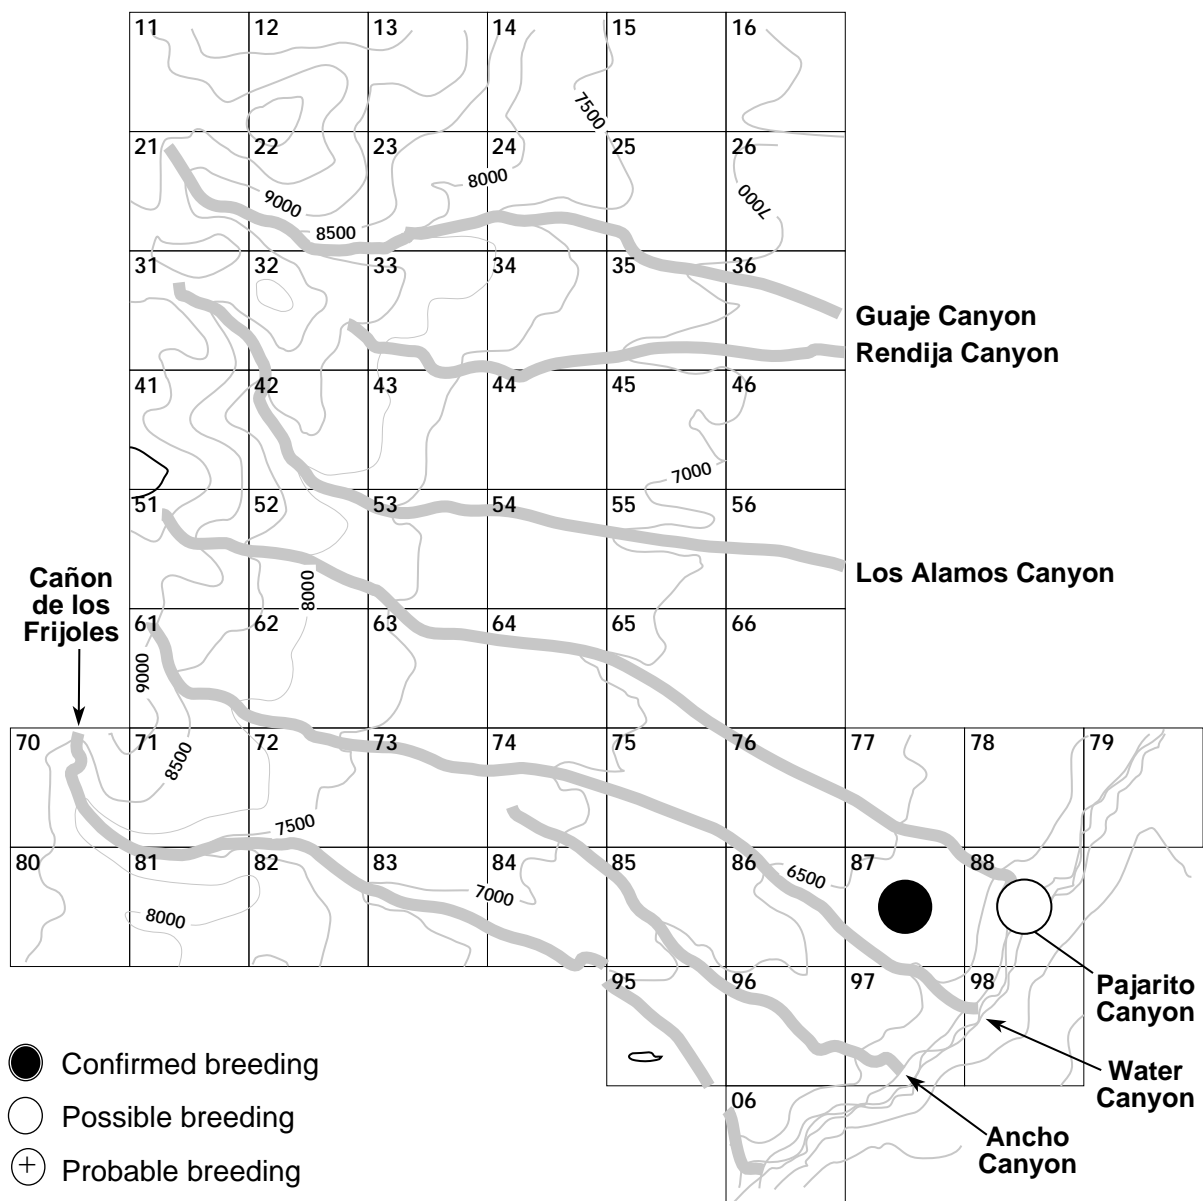 11 12 13 14 15 16
7500
21 22 23 24 25 26
8000
9000
7000
8500
31 32 33 34 35 36
Guaje Canyon
Rendija Canyon
41 42 43 44 45 46
7000
51 52 53 54 55 56
Los Alamos Canyon
Cañon
de los
Frijoles
8000
61 62 63 64 65 66
9000
70 71 72 73 74 75 76 77 78 79
8500
7500
80 81 82 83 84 85 86 87 88
6500
7000
8000
95 96 97 98
Pajarito
Canyon
Confirmed breeding
Water
Canyon
06
Possible breeding
Ancho
Canyon
Probable breeding